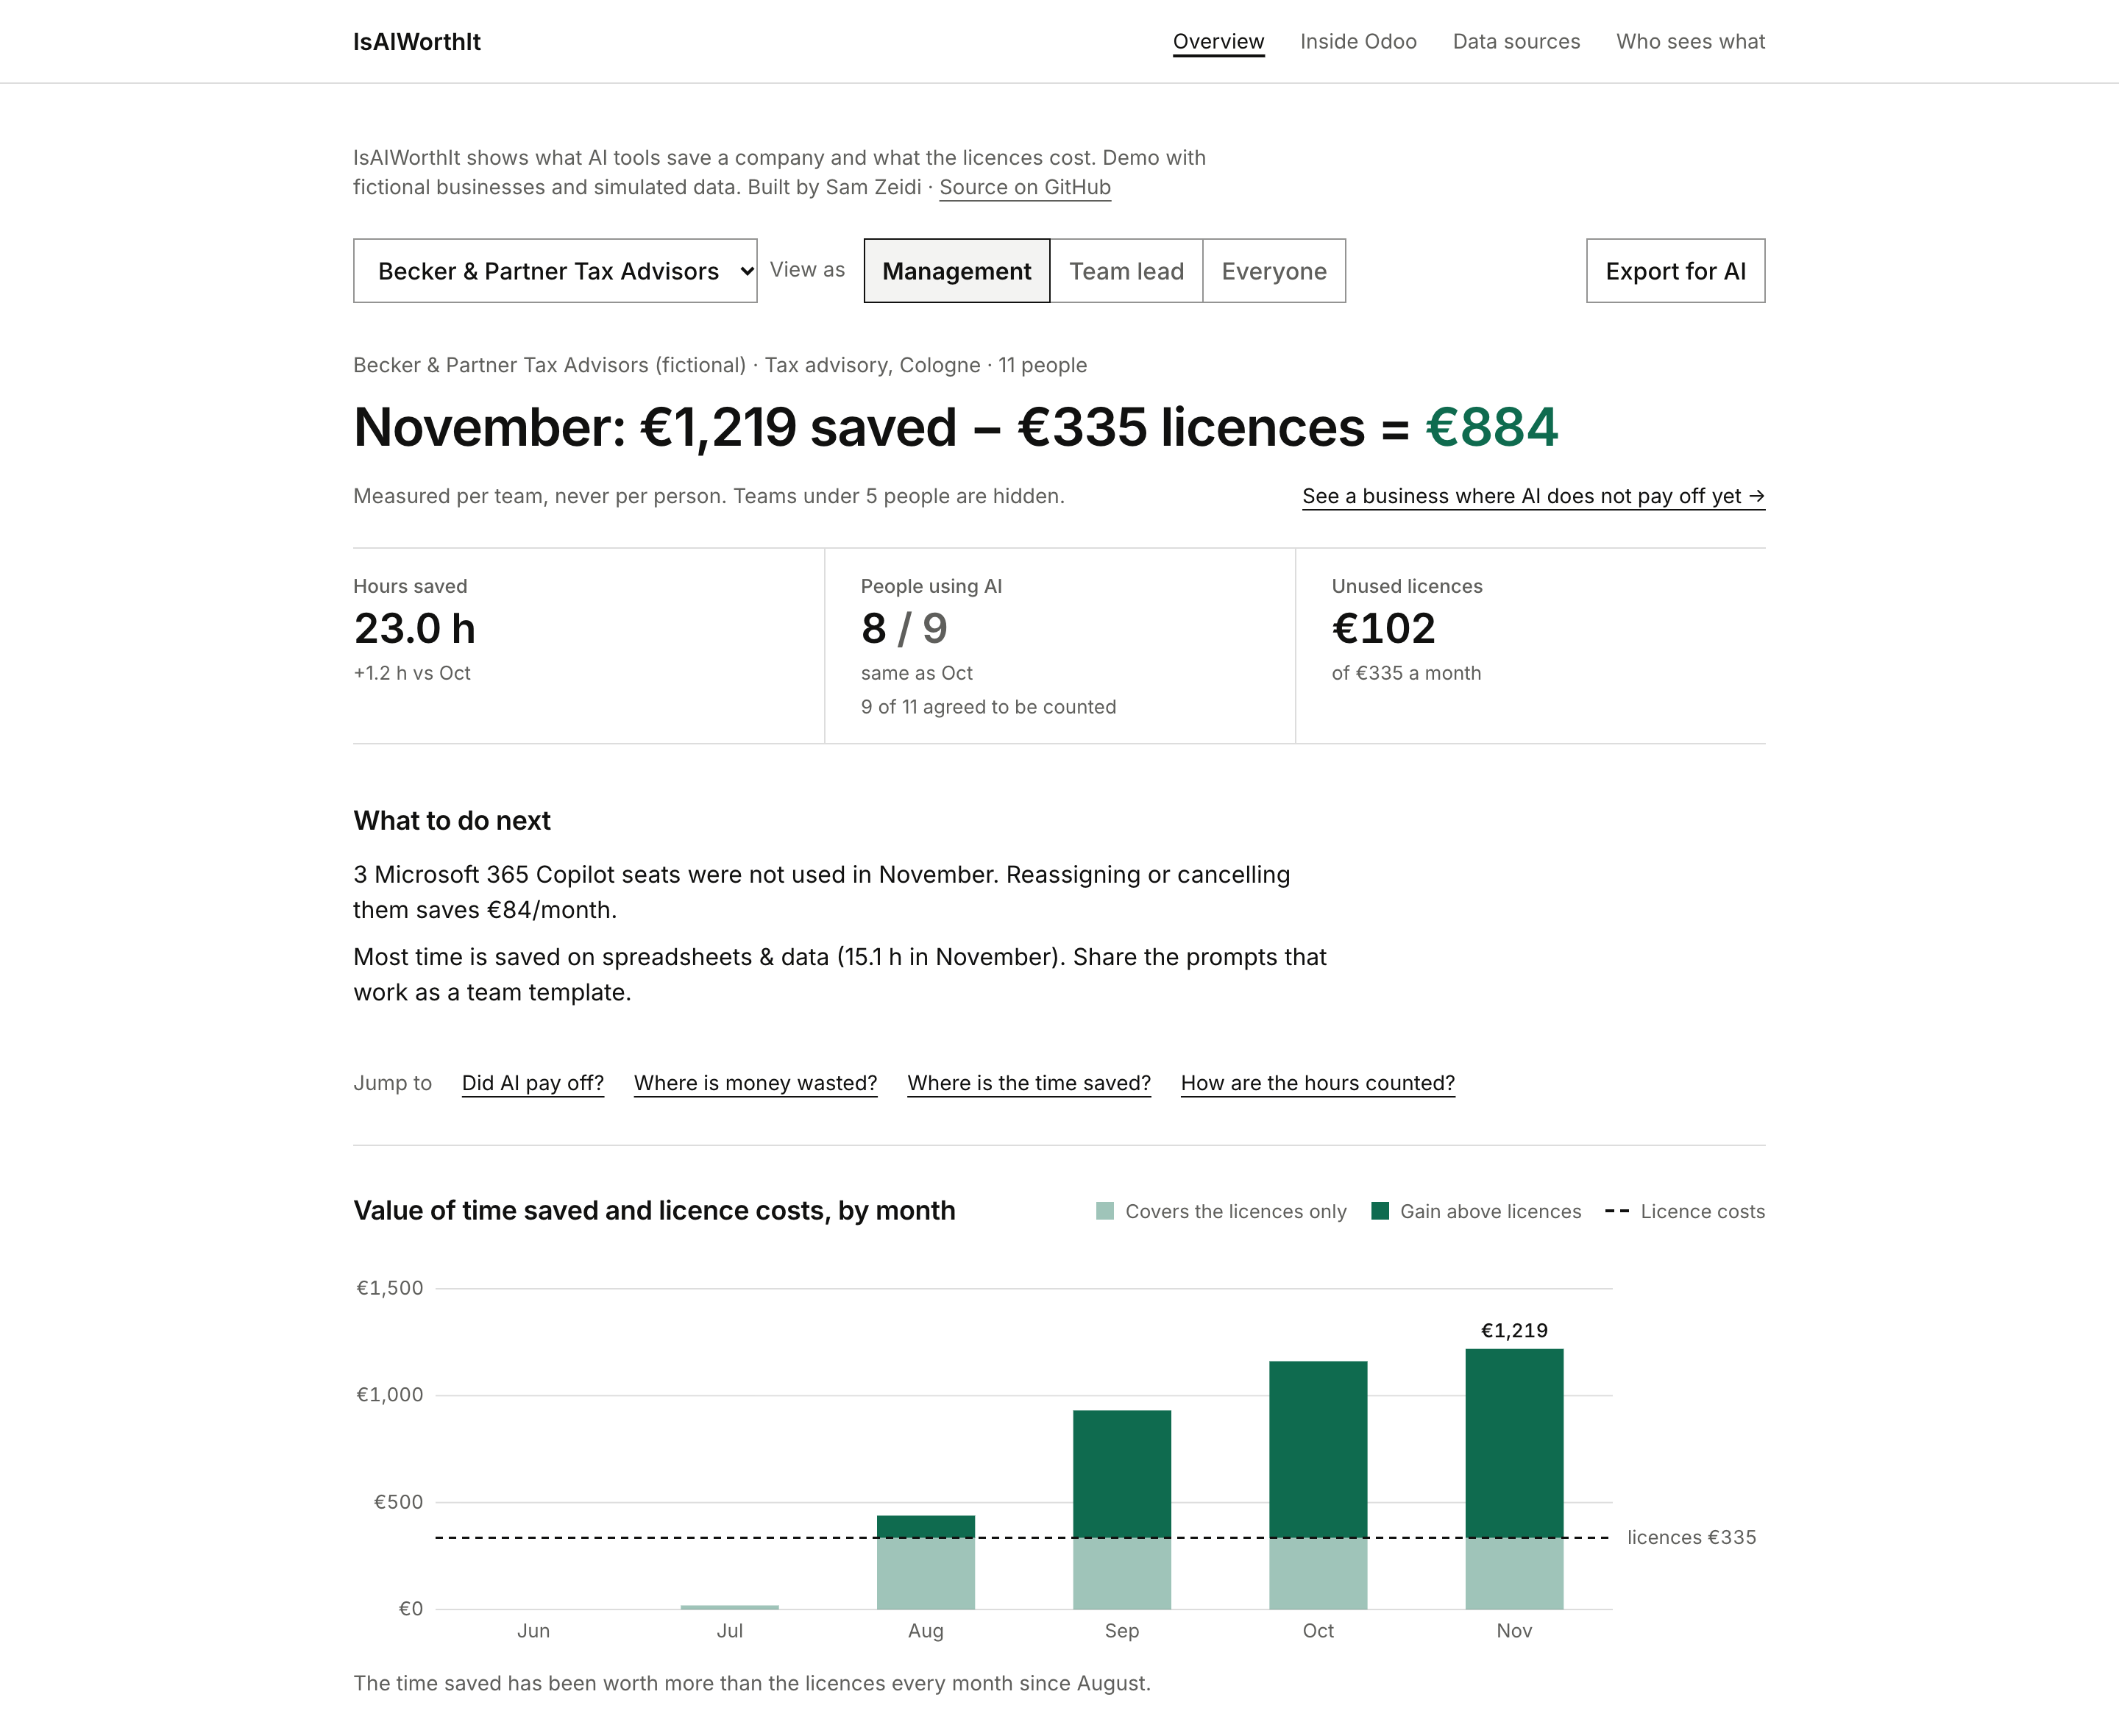 IsAIWorthIt
Overview
Inside Odoo
Data sources
Who sees what
IsAIWorthIt shows what AI tools save a company and what the licences cost. Demo with
fictional businesses and simulated data. Built by Sam Zeidi · Source on GitHub
Becker & Partner Tax Advisors
View as
Management
Team lead
Everyone
Export for AI
Becker & Partner Tax Advisors (fictional) · Tax advisory, Cologne · 11 people
November: €1,219 saved − €335 licences = €884
Measured per team, never per person. Teams under 5 people are hidden.
See a business where AI does not pay off yet →
Hours saved
23.0 h
+1.2 h vs Oct
People using AI
8 / 9
same as Oct
9 of 11 agreed to be counted
Unused licences
€102
of €335 a month
What to do next
3 Microsoft 365 Copilot seats were not used in November. Reassigning or cancelling
them saves €84/month.
Most time is saved on spreadsheets & data (15.1 h in November). Share the prompts that
work as a team template.
Jump to
Did AI pay off?
Where is money wasted?
Where is the time saved?
How are the hours counted?
Value of time saved and licence costs, by month
Covers the licences only
Gain above licences
Licence costs
€1,500
€1,219
€1,000
€500
licences €335
€0
Jun
Jul
Aug
Sep
Oct
Nov
The time saved has been worth more than the licences every month since August.